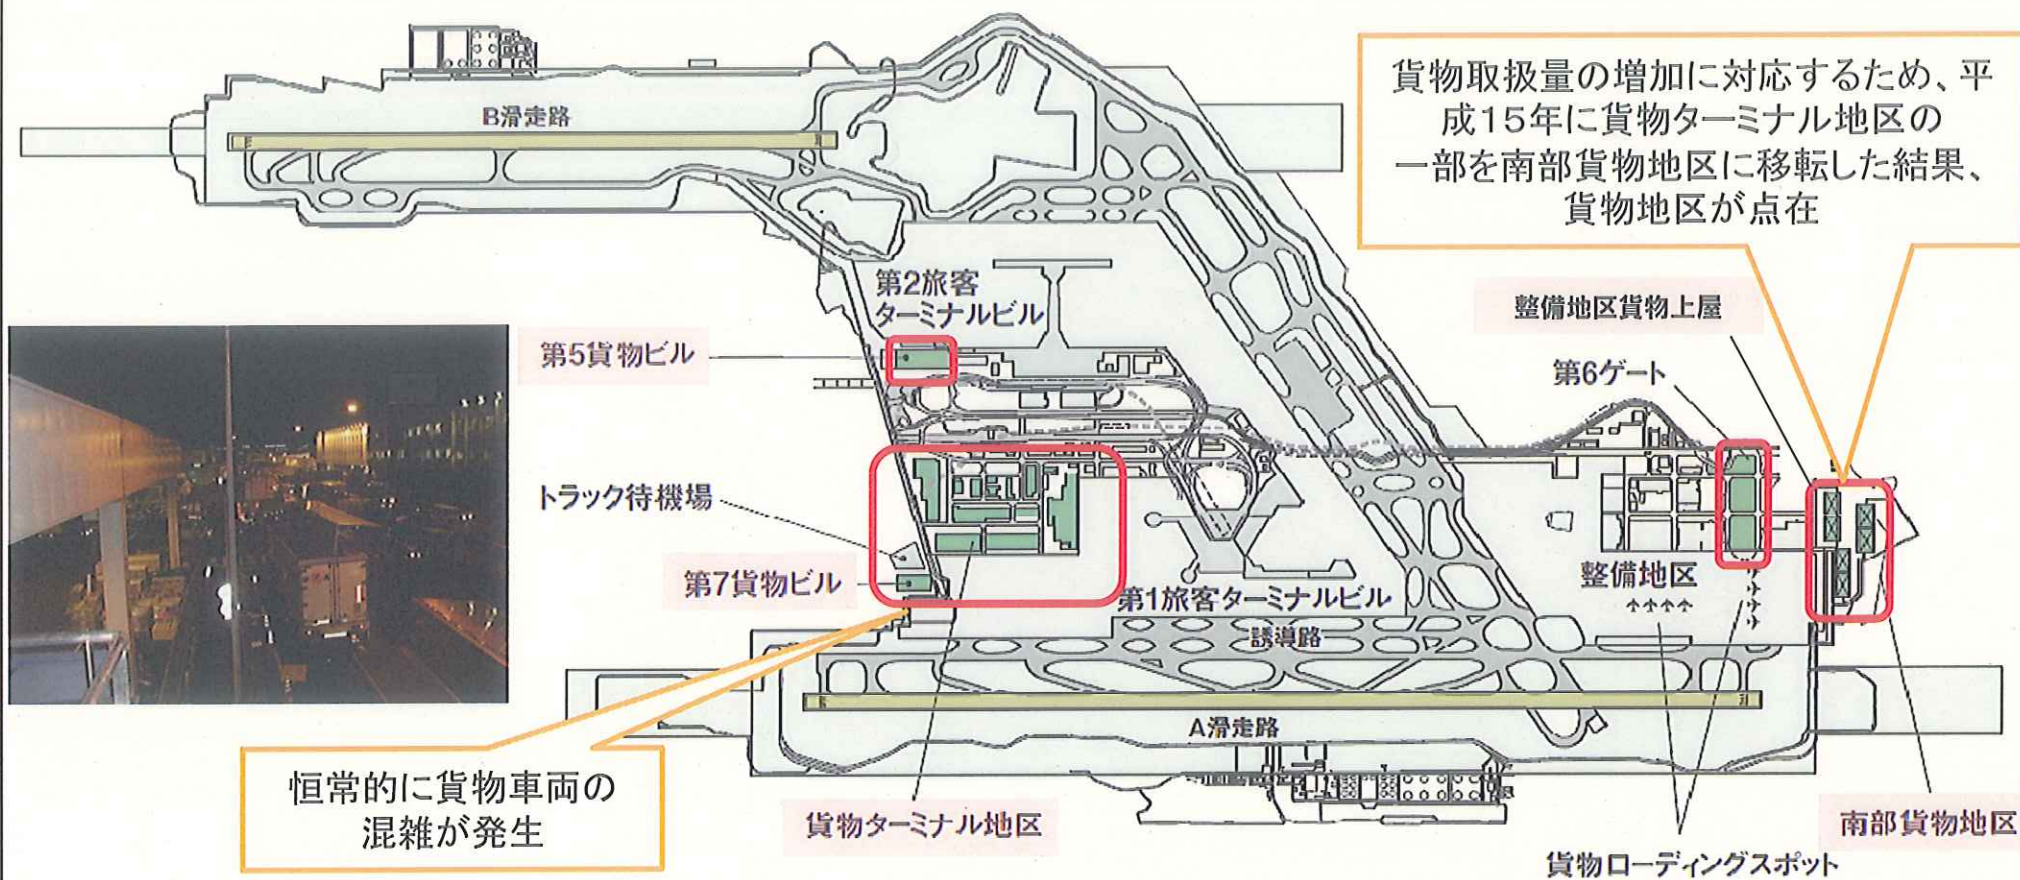 貨物取扱量の増加に対応するため、平
成15年に貨物ターミナル地区の
一部を南部貨物地区に移転した結果、
貨物地区が点在
B滑走路
第2旅客
ターミナルビル
整備地区貨物上屋
第5貨物ビル
第6ゲート
トラック待機場
第7貨物ビル
整備地区
第1旅客ターミナルビル
誘導路
A滑走路
恒常的に貨物車両の
混雑が発生
貨物ターミナル地区
南部貨物地区
貨物ローディングスポット